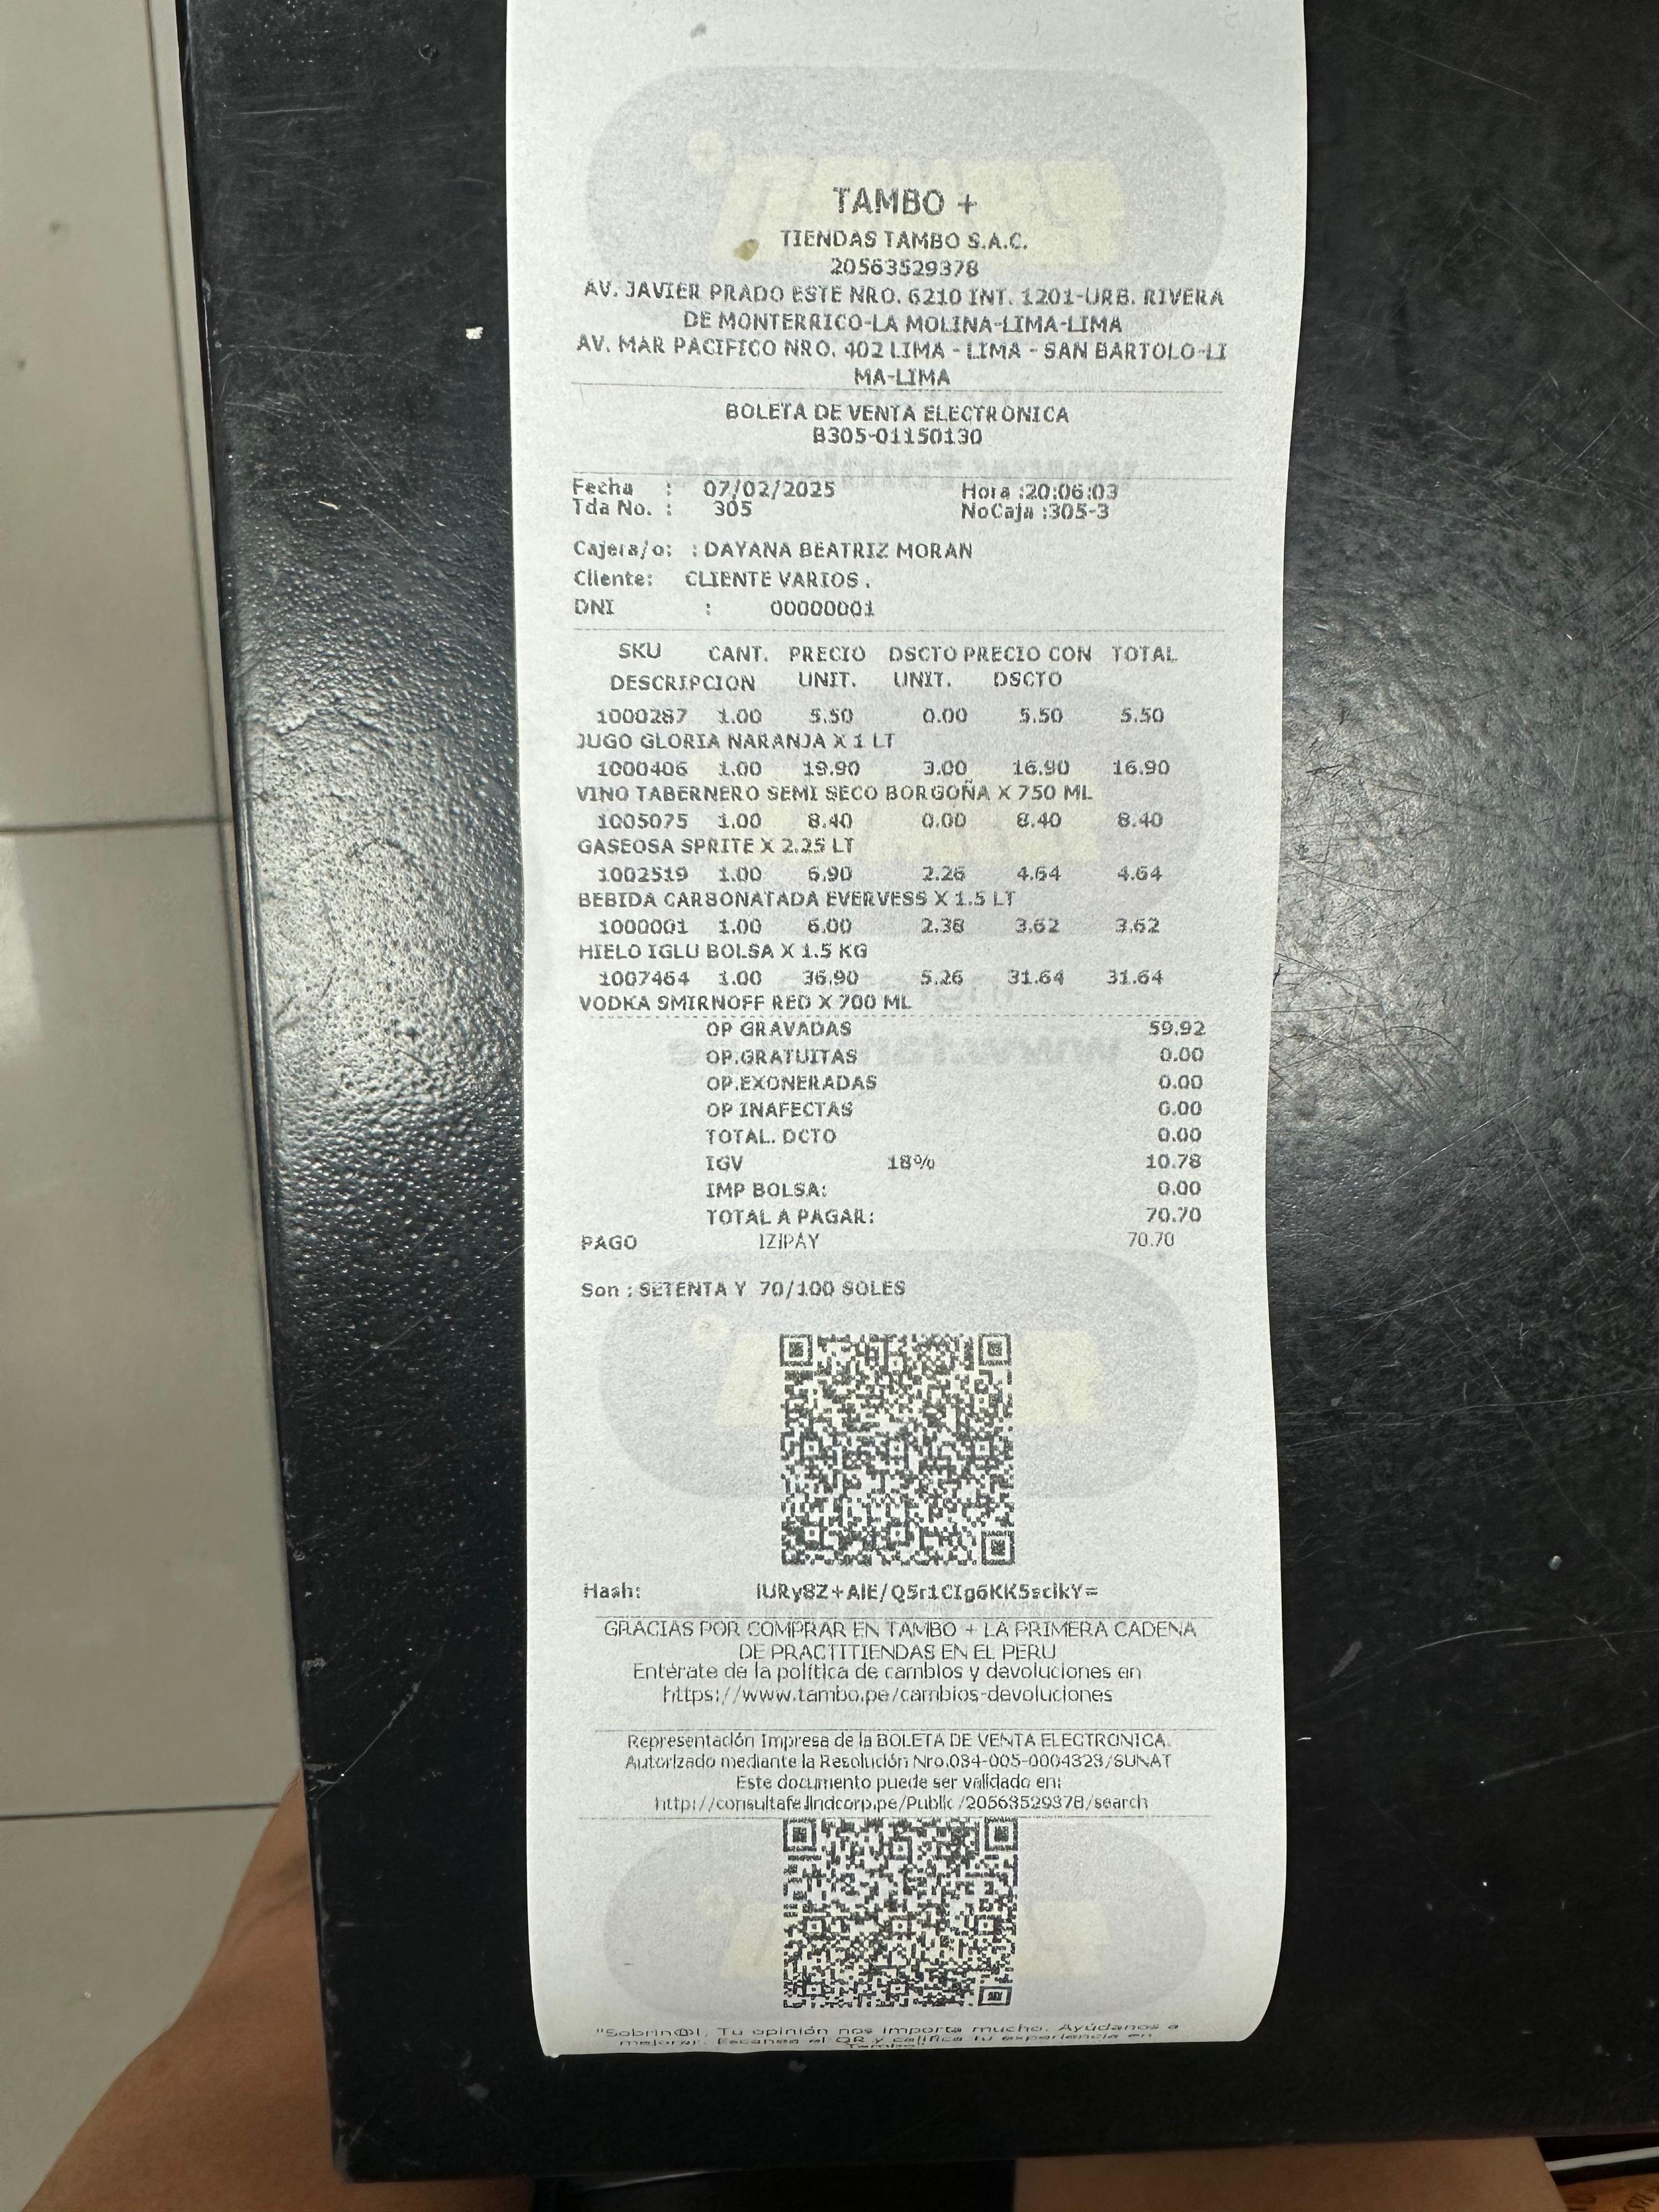 TAMBO +
TIENDAS TAMBO S.A.C.
20563529378
AV. JAVIER PRADO ESTE NRO. 6210 INT. 1201-URB. RIVERA
DE MONTERRICO-LA MOLINA-LIMA-LIMA
AV. MAR PACIFICO NRO. 402 LIMA - LIMA - SAN BARTOLO-LI
MA-LIMA
BOLETA DE VENTA ELECTRONICA
B305-01150130
Fecha : 07/02/2025 Hora :20:06:03
Tda No. : 305 NoCaja :305-3
Cajera/o: : DAYANA BEATRIZ MORAN
Cliente: CLIENTE VARIOS .
DNI : 00000001
SKU CANT. PRECIO DSCTO PRECIO CON TOTAL
DESCRIPCION UNIT. UNIT. DSCTO
1000287 1.00 5.50 0.00 5.50 5.50
JUGO GLORIA NARANJA X 1 LT
1000406 1.00 19.90 3.00 16.90 16.90
VINO TABERNERO SEMI SECO BORGOÑA X 750 ML
1005075 1.00 8.40 0.00 8.40 8.40
GASEOSA SPRITE X 2.25 LT
1002519 1.00 6.90 2.26 4.64 4.64
BEBIDA CARBONATADA EVERVESS X 1.5 LT
1000001 1.00 6.00 2.38 3.62 3.62
HIELO IGLU BOLSA X 1.5 KG
1007464 1.00 36.90 5.26 31.64 31.64
VODKA SMIRNOFF RED X 700 ML
OP GRAVADAS 59.92
OP.GRATUITAS 0.00
OP.EXONERADAS 0.00
OP INAFECTAS 0.00
TOTAL. DCTO 0.00
IGV 18% 10.78
IMP BOLSA: 0.00
TOTAL A PAGAR: 70.70
PAGO IZIPAY 70.70
Son : SETENTA Y 70/100 SOLES
Hash:
GRACIAS POR COMPRAR EN TAMBO + LA PRIMERA CADENA
DE PRACTITIENDAS EN EL PERU
Entérate de la política de cambios y devoluciones en
https://www.tambo.pe/cambios-devoluciones
Representación Impresa de la BOLETA DE VENTA ELECTRONICA.
Autorizado mediante la Resolución Nro.034-005-0004323/SUNAT
Este documento puede ser validado en:
http://consultafe.lindcorp.pe/Public/20563529378/search
"Sobrin@!, Tu opinión nos importa mucho. Ayúdanos a
mejorar. Escanea el QR y califica tu experiencia en
Tambo"